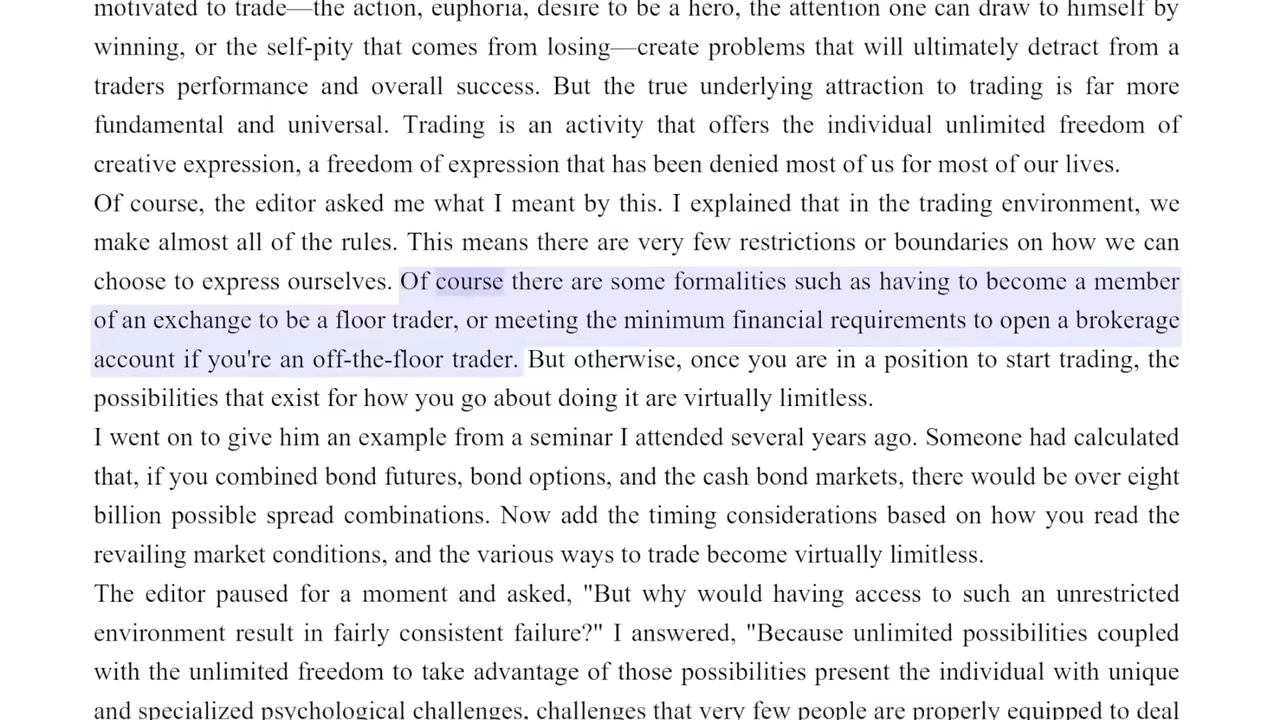 motivated to trade—the action, euphoria, desire to be a hero, the attention one can draw to himself by
winning, or the self-pity that comes from losing—create problems that will ultimately detract from a
traders performance and overall success. But the true underlying attraction to trading is far more
fundamental and universal. Trading is an activity that offers the individual unlimited freedom of
creative expression, a freedom of expression that has been denied most of us for most of our lives.
Of course, the editor asked me what I meant by this. I explained that in the trading environment, we
make almost all of the rules. This means there are very few restrictions or boundaries on how we can
choose to express ourselves. Of course there are some formalities such as having to become a member
of an exchange to be a floor trader, or meeting the minimum financial requirements to open a brokerage
account if you're an off-the-floor trader. But otherwise, once you are in a position to start trading, the
possibilities that exist for how you go about doing it are virtually limitless.
I went on to give him an example from a seminar I attended several years ago. Someone had calculated
that, if you combined bond futures, bond options, and the cash bond markets, there would be over eight
billion possible spread combinations. Now add the timing considerations based on how you read the
revailing market conditions, and the various ways to trade become virtually limitless.
The editor paused for a moment and asked, "But why would having access to such an unrestricted
environment result in fairly consistent failure?" I answered, "Because unlimited possibilities coupled
with the unlimited freedom to take advantage of those possibilities present the individual with unique
and specialized psychological challenges, challenges that very few people are properly equipped to deal